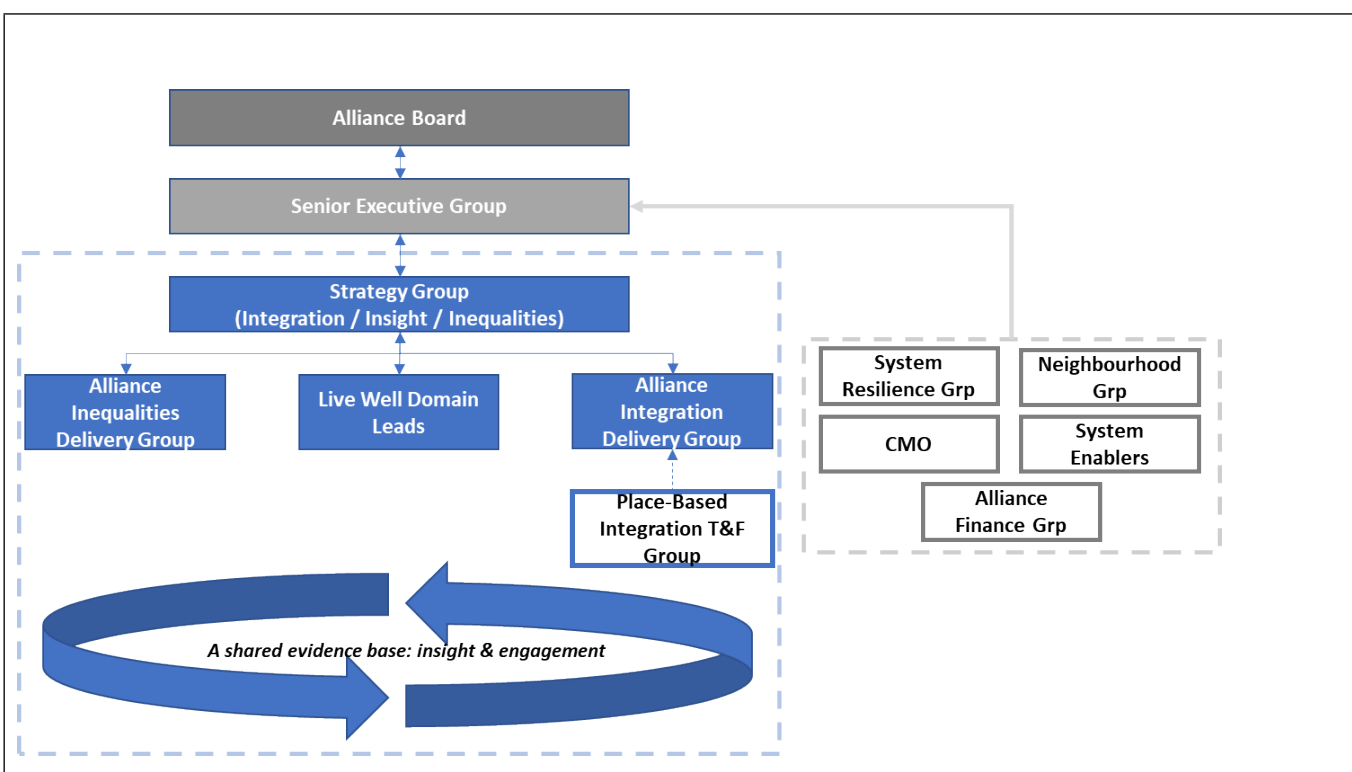 Alliance Board
Senior Executive Group
Strategy Group
(Integration / Insight / Inequalities)
Alliance
Inequalities
Delivery Group
Live Well Domain
Leads
Alliance
Integration
Delivery Group
Place-Based
Integration T&F
Group
A shared evidence base: insight & engagement
System
Resilience Grp
Neighbourhood
Grp
CMO
System
Enablers
Alliance
Finance Grp